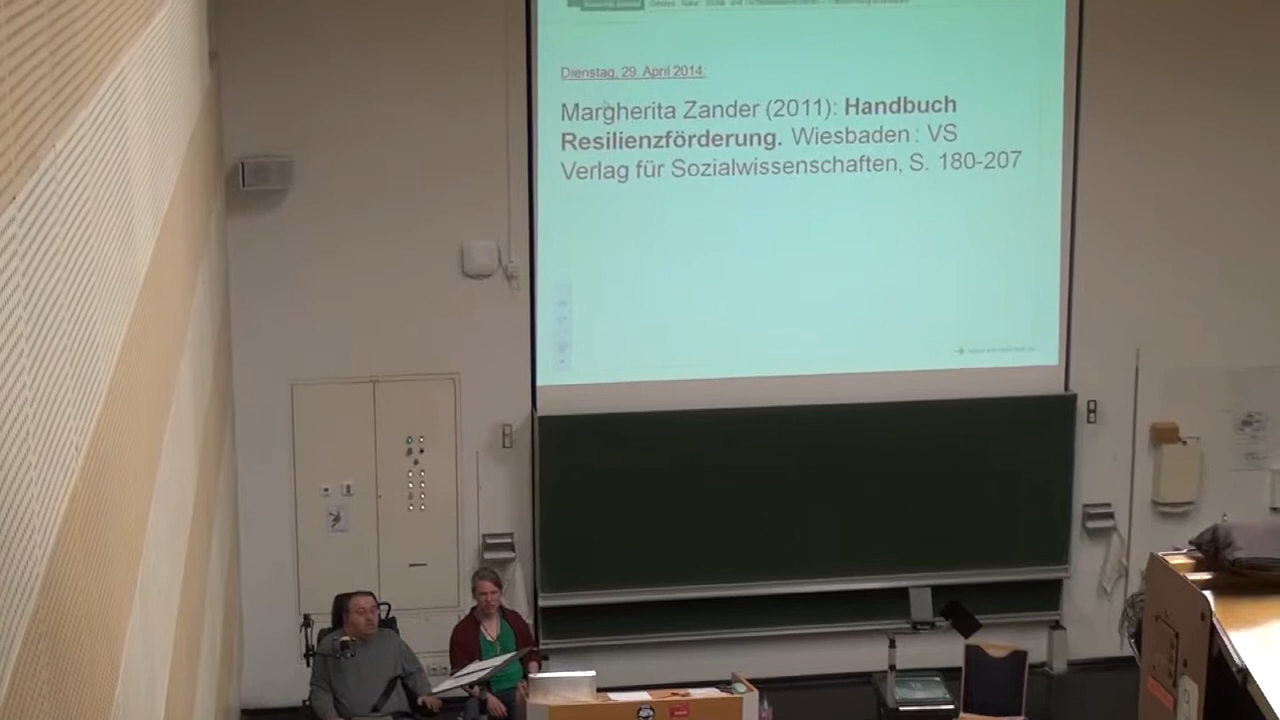 Dienstag, 29. April 2014:
Margherita Zander (2011): Handbuch
Resilienzförderung. Wiesbaden : VS
Verlag für Sozialwissenschaften, S. 180-207